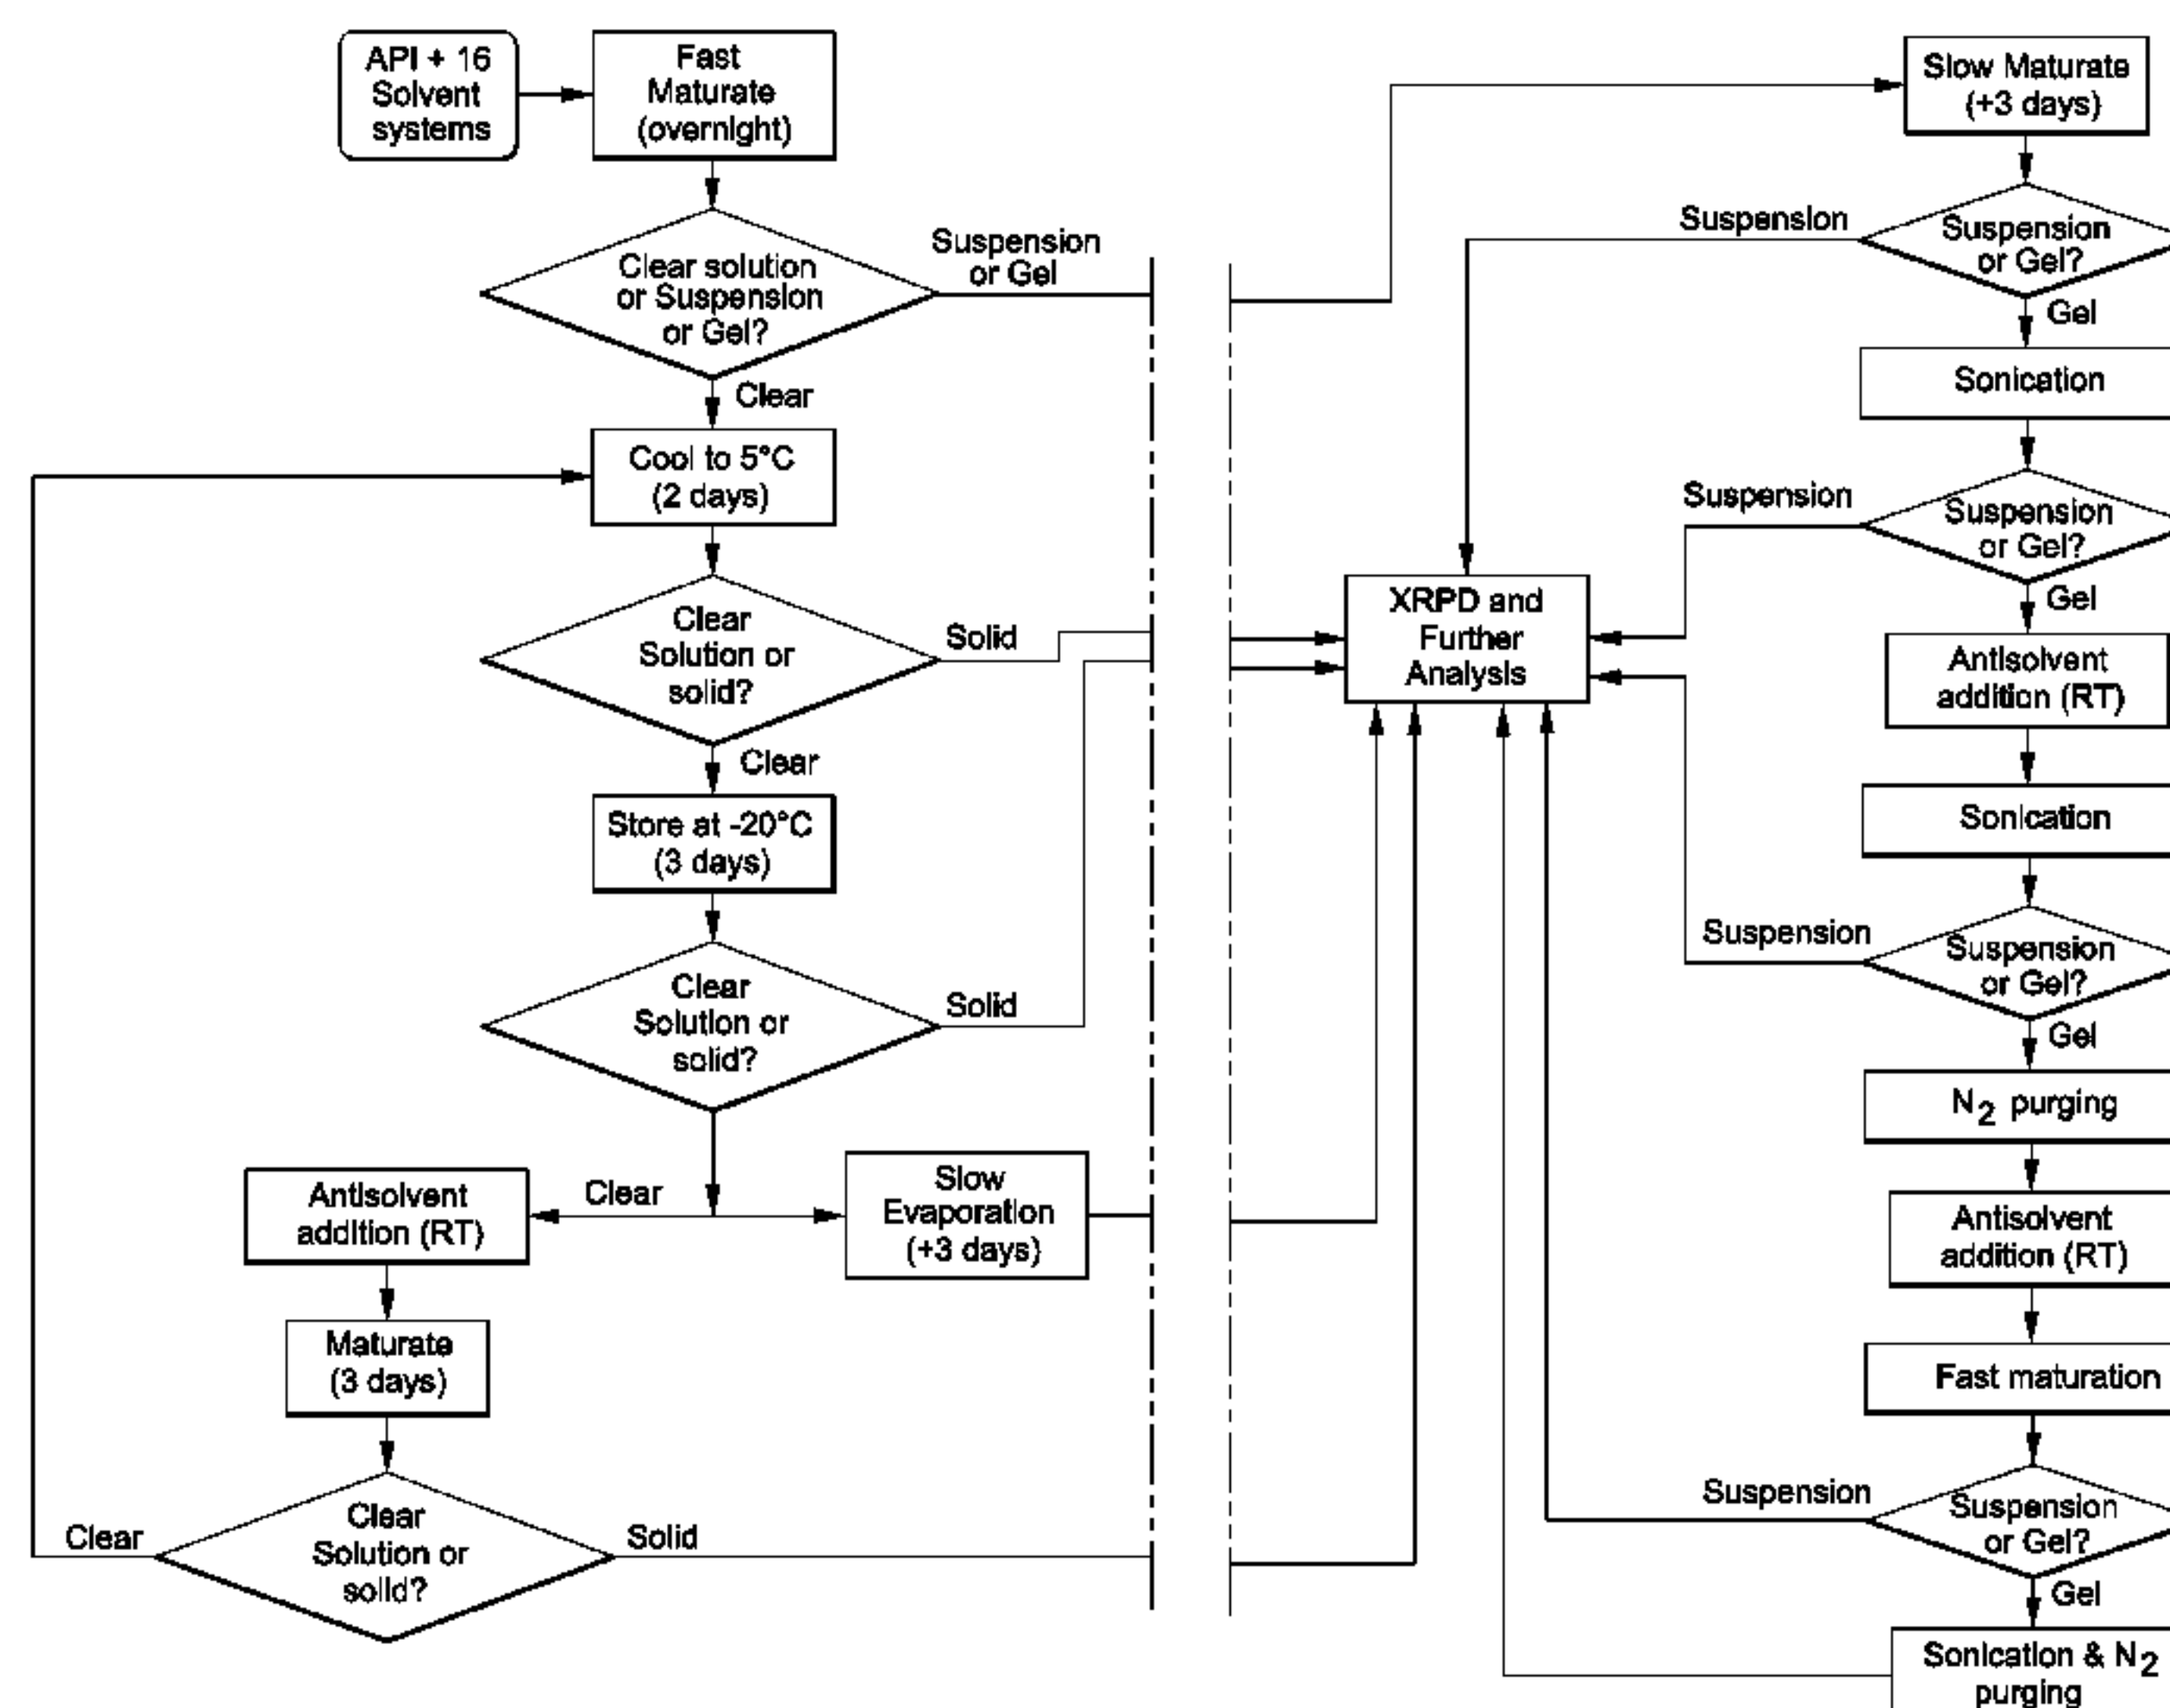 API + 16
Solvent
systems
Fast
Maturate
(overnight)
Clear solution
or Suspension
or Gel?
Suspension
or Gel
Clear
Cool to 5°C
(2 days)
Clear
Solution or
solid?
Solid
Clear
Store at -20°C
(3 days)
Clear
Solution or
solid?
Solid
Antisolvent
addition (RT)
Clear
Slow
Evaporation
(+3 days)
Maturate
(3 days)
Clear
Clear
Solution or
solid?
Solid
XRPD and
Further
Analysis
Slow Maturate
(+3 days)
Suspension
Suspension
or Gel?
Gel
Sonication
Suspension
Suspension
or Gel?
Gel
Antisolvent
addition (RT)
Sonication
Suspension
Suspension
or Gel?
Gel
N2 purging
Antisolvent
addition (RT)
Fast maturation
Suspension
Suspension
or Gel?
Gel
Sonication & N2
purging